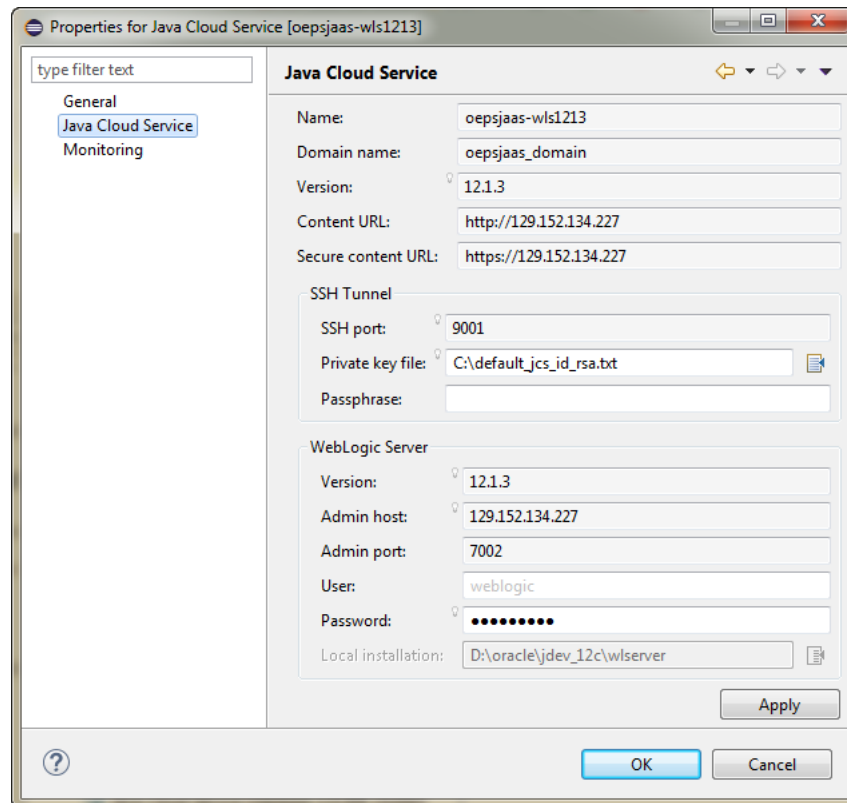 Properties for Java Cloud Service [oepsjaas-wls1213]
type filter text
General
Java Cloud Service
Monitoring
Java Cloud Service
Name: oepsjaas-wls1213
Domain name: oepsjaas_domain
Version: 12.1.3
Content URL: http://129.152.134.227
Secure content URL: https://129.152.134.227
SSH Tunnel
SSH port: 9001
Private key file: C:\default_jcs_id_rsa.txt
Passphrase:
WebLogic Server
Version: 12.1.3
Admin host: 129.152.134.227
Admin port: 7002
User: weblogic
Password: ●●●●●●●●●
Local installation: D:\oracle\jdev_12c\wlserver
Apply
OK Cancel